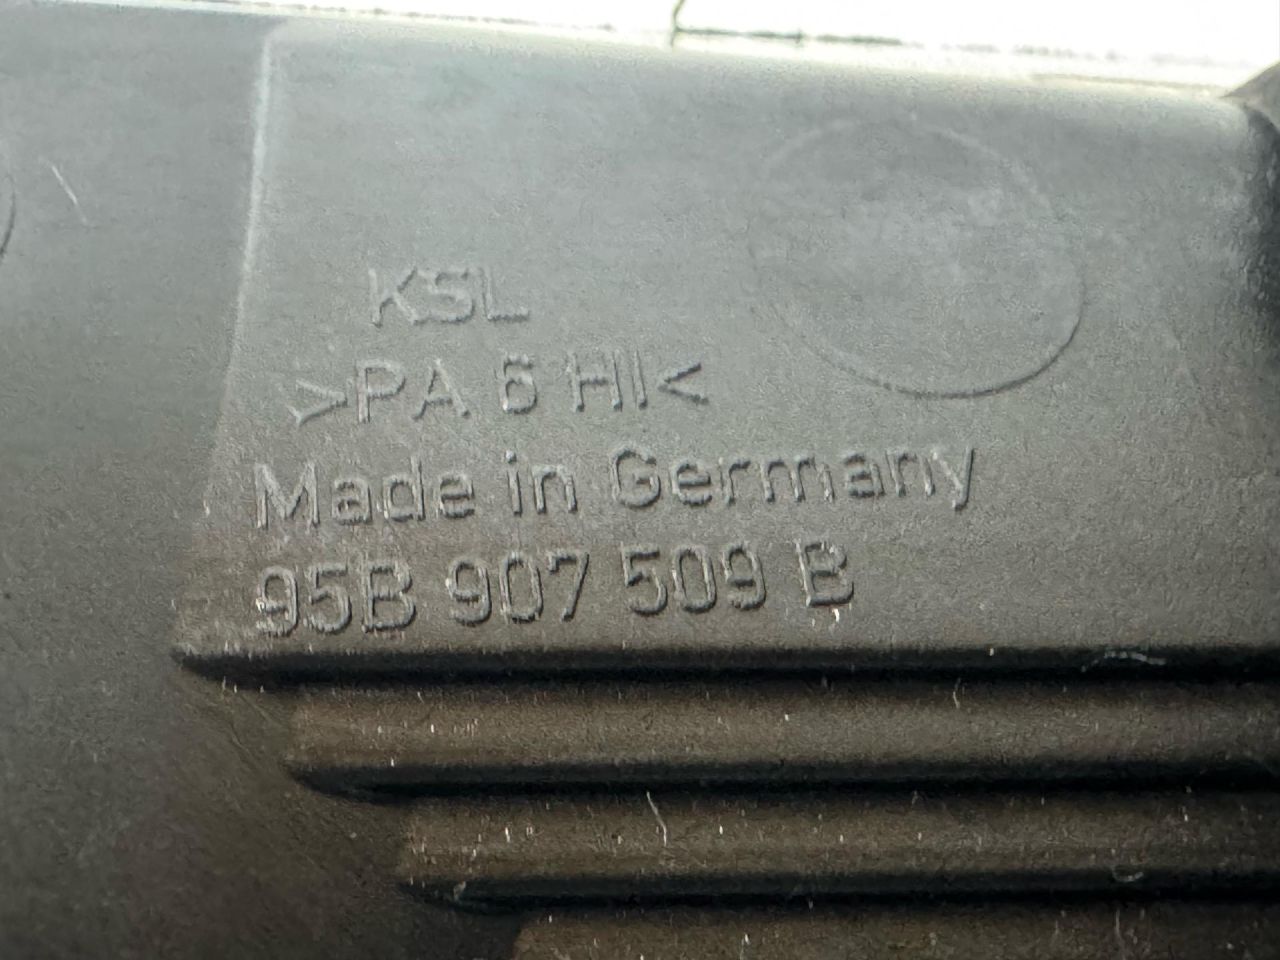 KSL
>PA 6 HI<
Made in Germany
95B 907 509 B